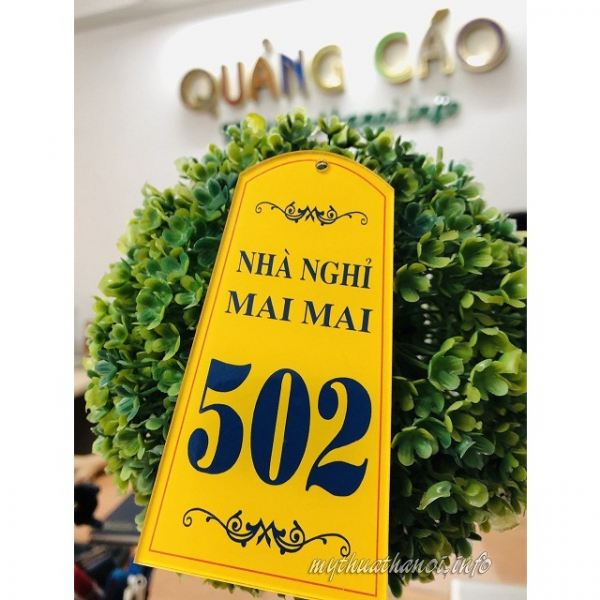 QUẢNG CÁO
NHÀ NGHỈ
MAI MAI
502
mythuathanoi.info